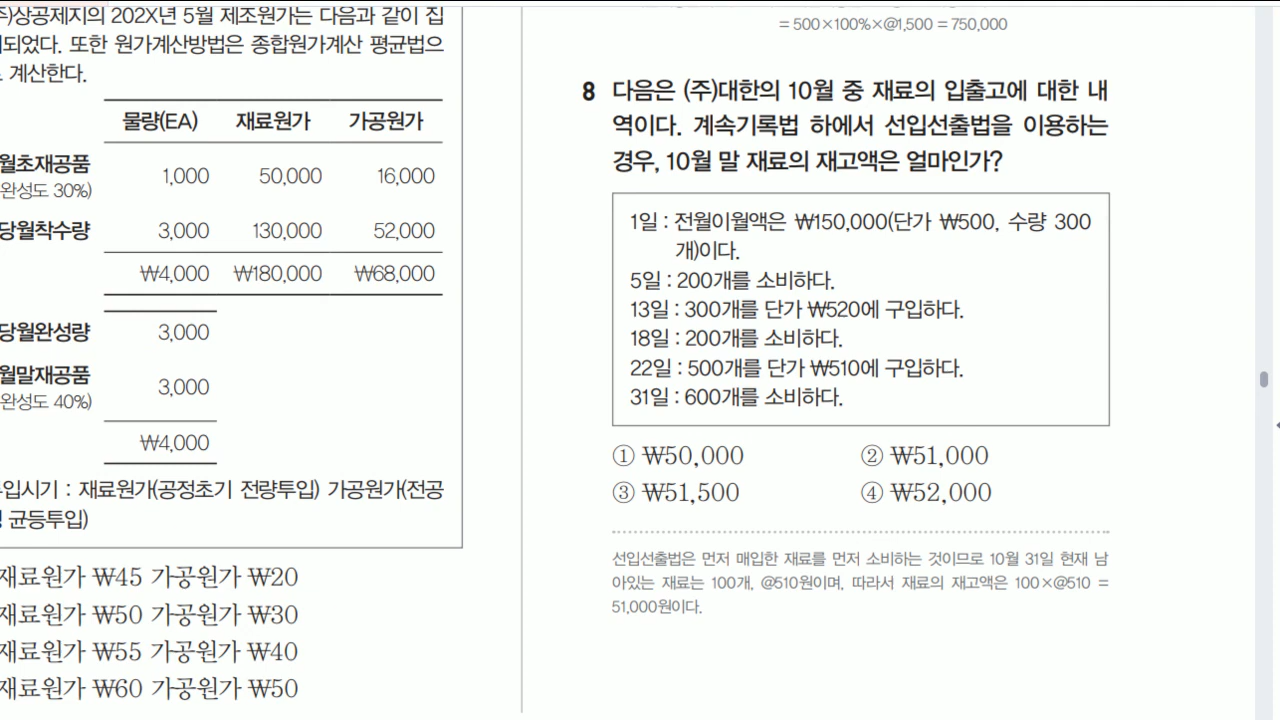 주)상공제지의 202X년 5월 제조원가는 다음과 같이 집
되었다. 또한 원가계산방법은 종합원가계산 평균법으
계산한다.
물량(EA) 재료원가 가공원가
월초재공품 1,000 50,000 16,000
완성도 30%)
당월착수량 3,000 130,000 52,000
₩4,000 ₩180,000 ₩68,000
당월완성량 3,000
월말재공품 3,000
완성도 40%)
₩4,000
입시기 : 재료원가(공정초기 전량투입) 가공원가(전공
균등투입)
재료원가 ₩45 가공원가 ₩20
재료원가 ₩50 가공원가 ₩30
재료원가 ₩55 가공원가 ₩40
재료원가 ₩60 가공원가 ₩50
= 500×100%×@1,500 = 750,000
8 다음은 (주)대한의 10월 중 재료의 입출고에 대한 내
역이다. 계속기록법 하에서 선입선출법을 이용하는
경우, 10월 말 재료의 재고액은 얼마인가?
1일 : 전월이월액은 ₩150,000(단가 ₩500, 수량 300
개)이다.
5일 : 200개를 소비하다.
13일 : 300개를 단가 ₩520에 구입하다.
18일 : 200개를 소비하다.
22일 : 500개를 단가 ₩510에 구입하다.
31일 : 600개를 소비하다.
① ₩50,000 ② ₩51,000
③ ₩51,500 ④ ₩52,000
선입선출법은 먼저 매입한 재료를 먼저 소비하는 것이므로 10월 31일 현재 남
아있는 재료는 100개, @510원이며, 따라서 재료의 재고액은 100×@510 =
51,000원이다.